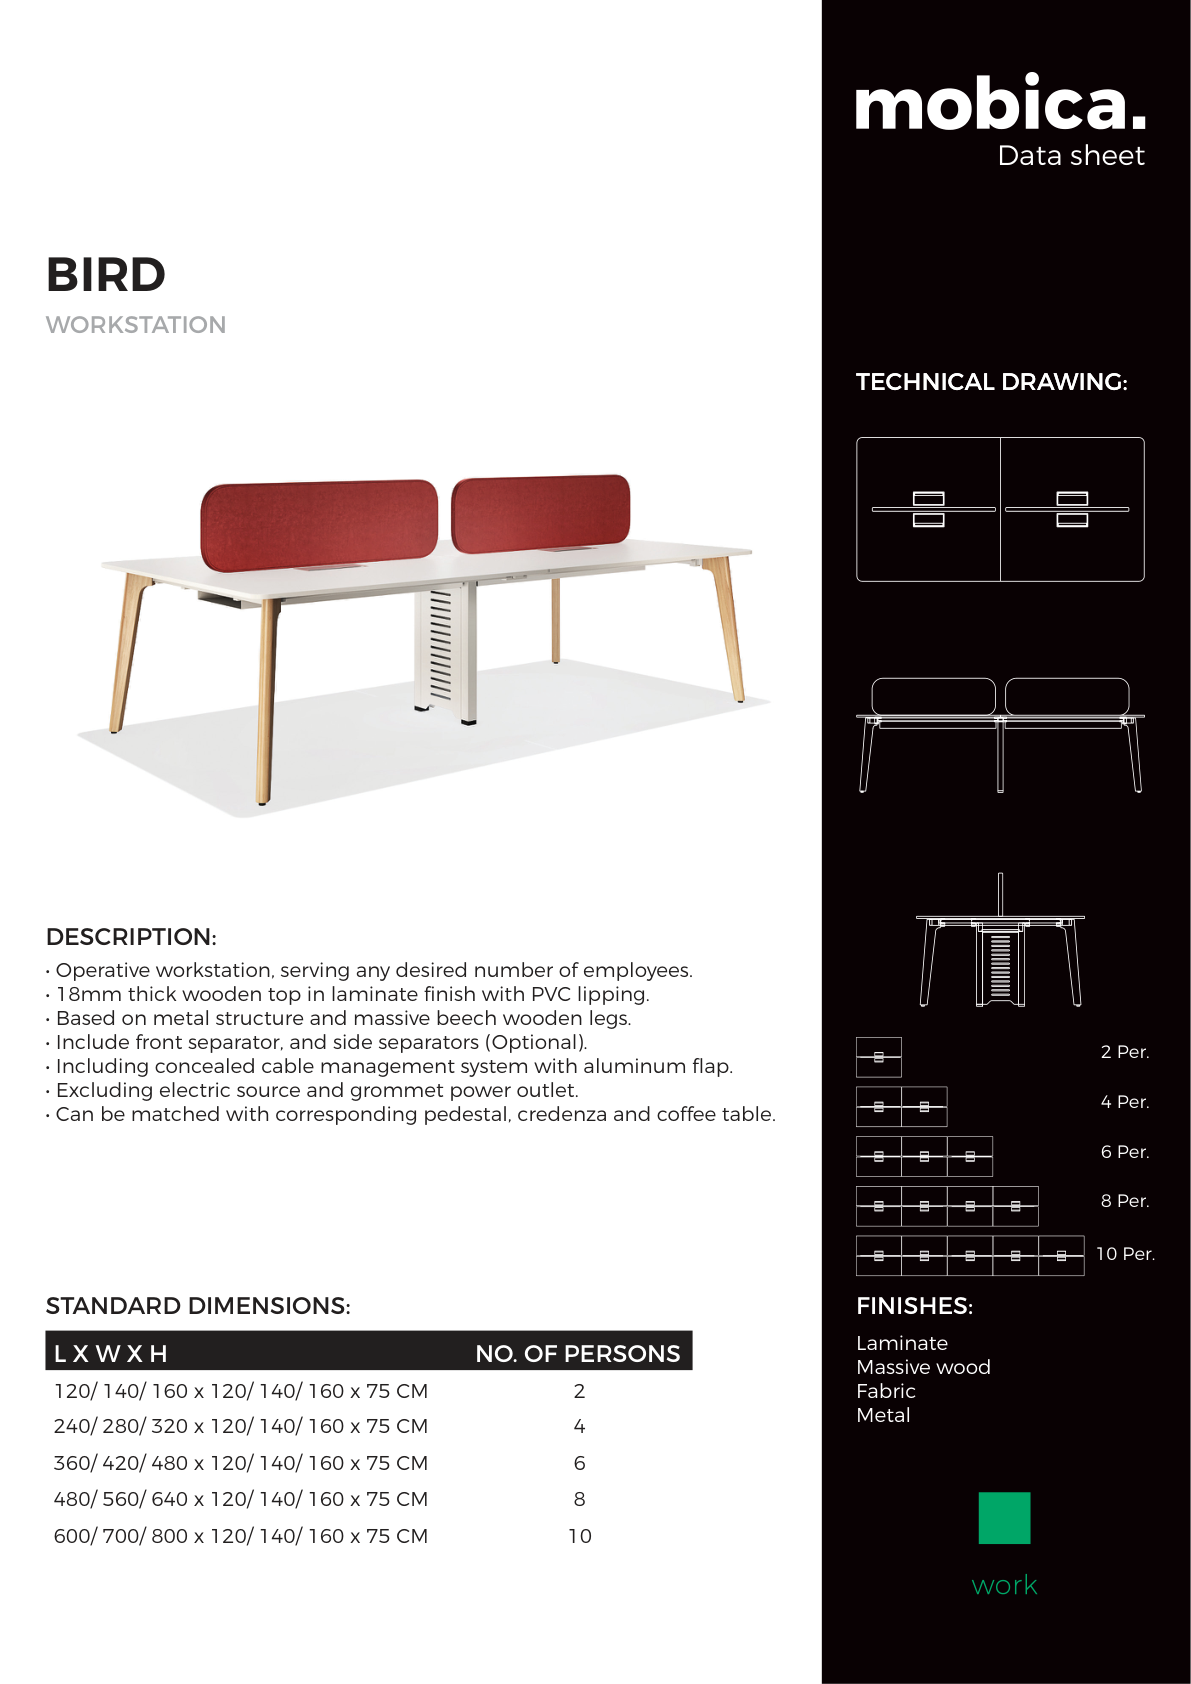 mobica.
Data sheet
BIRD
WORKSTATION
TECHNICAL DRAWING:
DESCRIPTION:
• Operative workstation, serving any desired number of employees.
• 18mm thick wooden top in laminate finish with PVC lipping.
• Based on metal structure and massive beech wooden legs.
• Include front separator, and side separators (Optional).
• Including concealed cable management system with aluminum flap.
• Excluding electric source and grommet power outlet.
• Can be matched with corresponding pedestal, credenza and coffee table.
2 Per.
4 Per.
6 Per.
8 Per.
10 Per.
STANDARD DIMENSIONS:
L X W X H NO. OF PERSONS
120/ 140/ 160 x 120/ 140/ 160 x 75 CM 2
240/ 280/ 320 x 120/ 140/ 160 x 75 CM 4
360/ 420/ 480 x 120/ 140/ 160 x 75 CM 6
480/ 560/ 640 x 120/ 140/ 160 x 75 CM 8
600/ 700/ 800 x 120/ 140/ 160 x 75 CM 10
FINISHES:
Laminate
Massive wood
Fabric
Metal
work